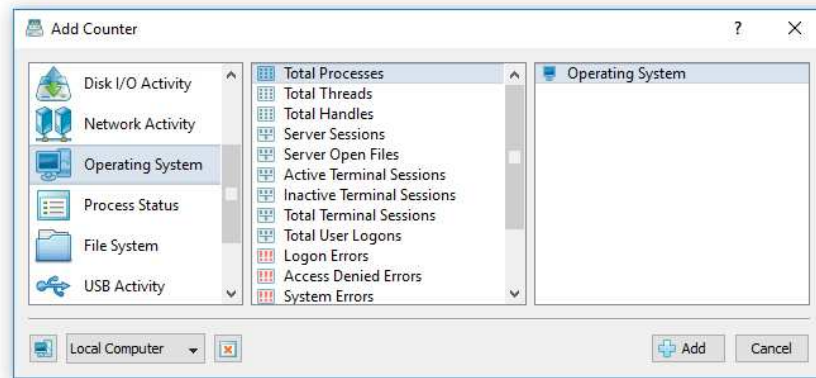 Add Counter
?
Disk I/O Activity
Network Activity
Operating System
Process Status
File System
USB Activity
Total Processes
Total Threads
Total Handles
Server Sessions
Server Open Files
Active Terminal Sessions
Inactive Terminal Sessions
Total Terminal Sessions
Total User Logons
Logon Errors
Access Denied Errors
System Errors
Operating System
Local Computer
Add
Cancel